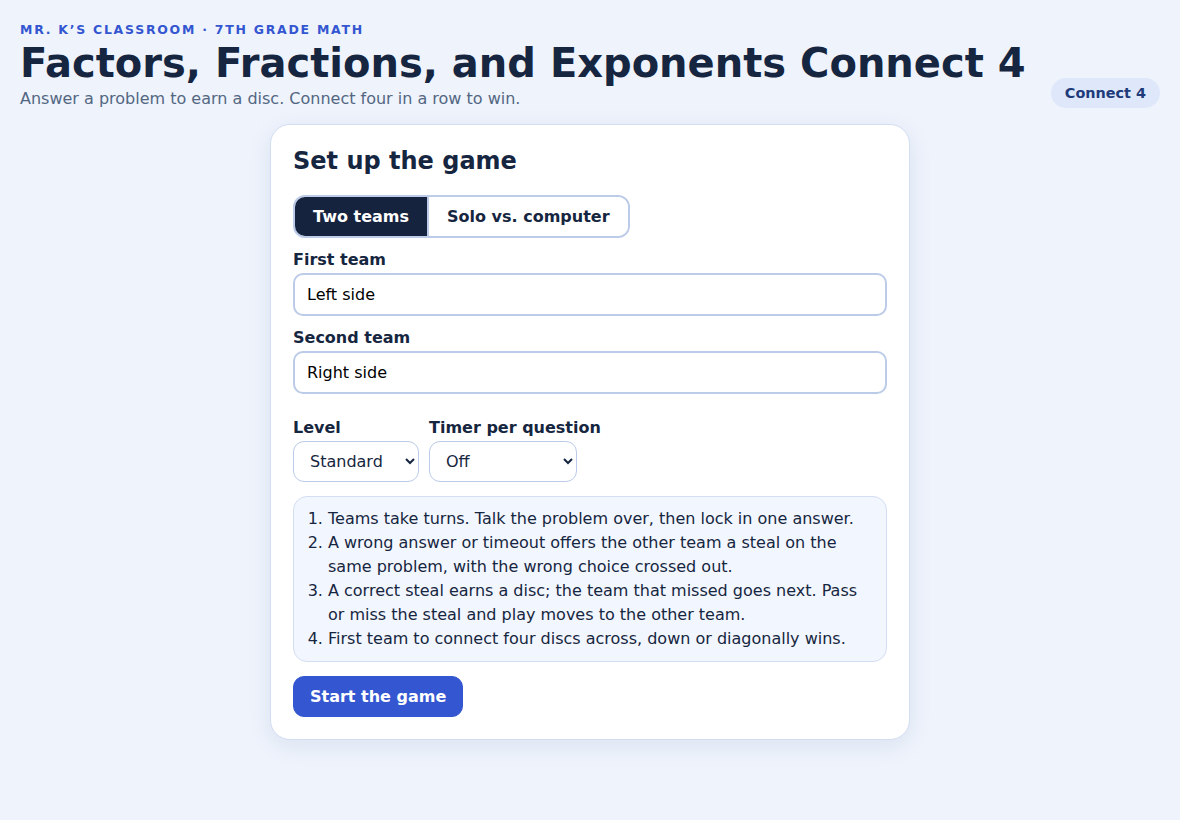 MR. K’S CLASSROOM · 7TH GRADE MATH
Factors, Fractions, and Exponents Connect 4
Answer a problem to earn a disc. Connect four in a row to win.
Connect 4
Set up the game
Two teams
Solo vs. computer
First team
Left side
Second team
Right side
Level
Timer per question
Standard
Off
1. Teams take turns. Talk the problem over, then lock in one answer.
2. A wrong answer or timeout offers the other team a steal on the
same problem, with the wrong choice crossed out.
3. A correct steal earns a disc; the team that missed goes next. Pass
or miss the steal and play moves to the other team.
4. First team to connect four discs across, down or diagonally wins.
Start the game